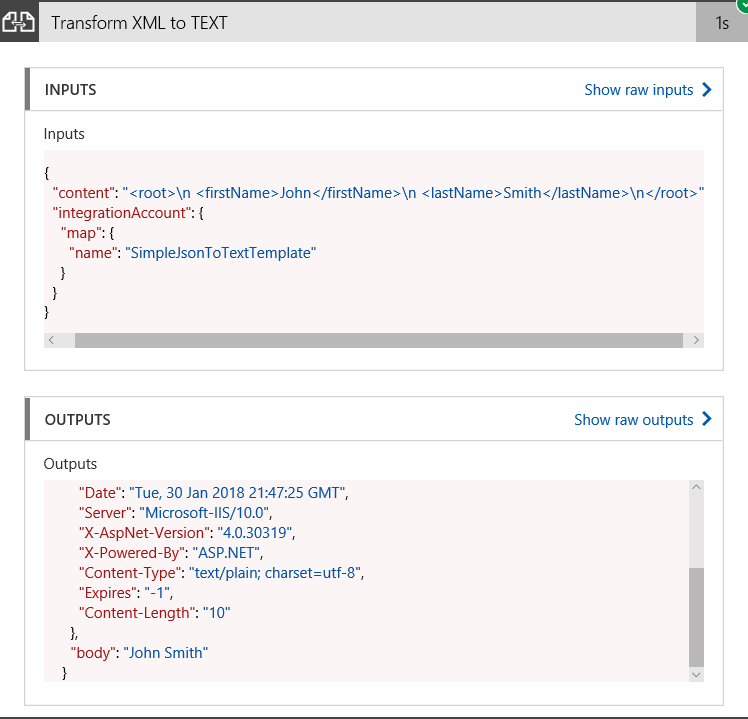 Transform XML to TEXT
1s
INPUTS
Show raw inputs
Inputs
{
"content": "<root>\n <firstName>John</firstName>\n <lastName>Smith</lastName>\n</root>"
"integrationAccount": {
"map": {
"name": "SimpleJsonToTextTemplate"
}
}
}
OUTPUTS
Show raw outputs
Outputs
"Date": "Tue, 30 Jan 2018 21:47:25 GMT",
"Server": "Microsoft-IIS/10.0",
"X-AspNet-Version": "4.0.30319",
"X-Powered-By": "ASP.NET",
"Content-Type": "text/plain; charset=utf-8",
"Expires": "-1",
"Content-Length": "10"
},
"body": "John Smith"
}